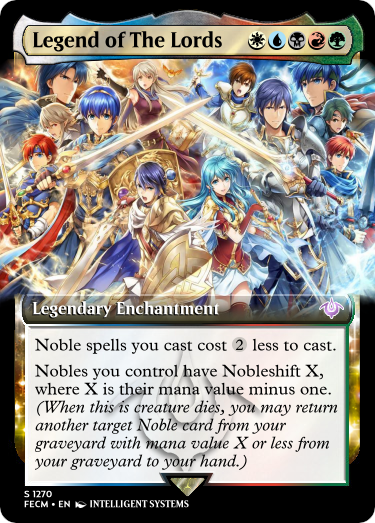 Legend of The Lords
Legendary Enchantment
Noble spells you cast cost 2 less to cast.
Nobles you control have Nobleshift X,
where X is their mana value minus one.
(When this is creature dies, you may return
another target Noble card from your
graveyard with mana value X or less from
your graveyard to your hand.)
S 1270
FECM • EN INTELLIGENT SYSTEMS